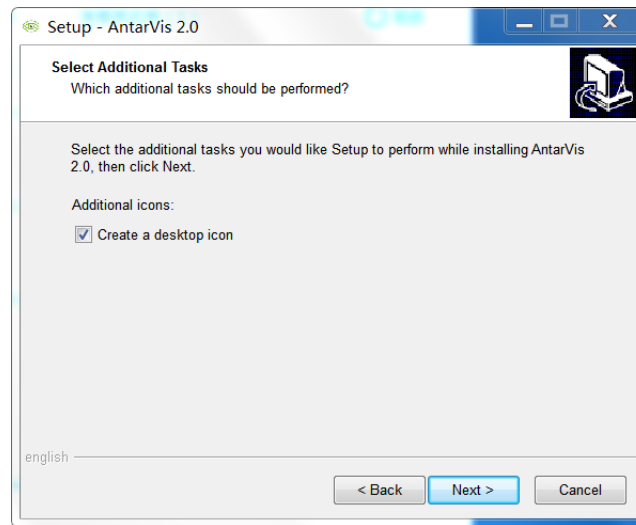 Setup - AntarVis 2.0
Select Additional Tasks
Which additional tasks should be performed?
Select the additional tasks you would like Setup to perform while installing AntarVis
2.0, then click Next.
Additional icons:
Create a desktop icon
english
< Back
Next >
Cancel